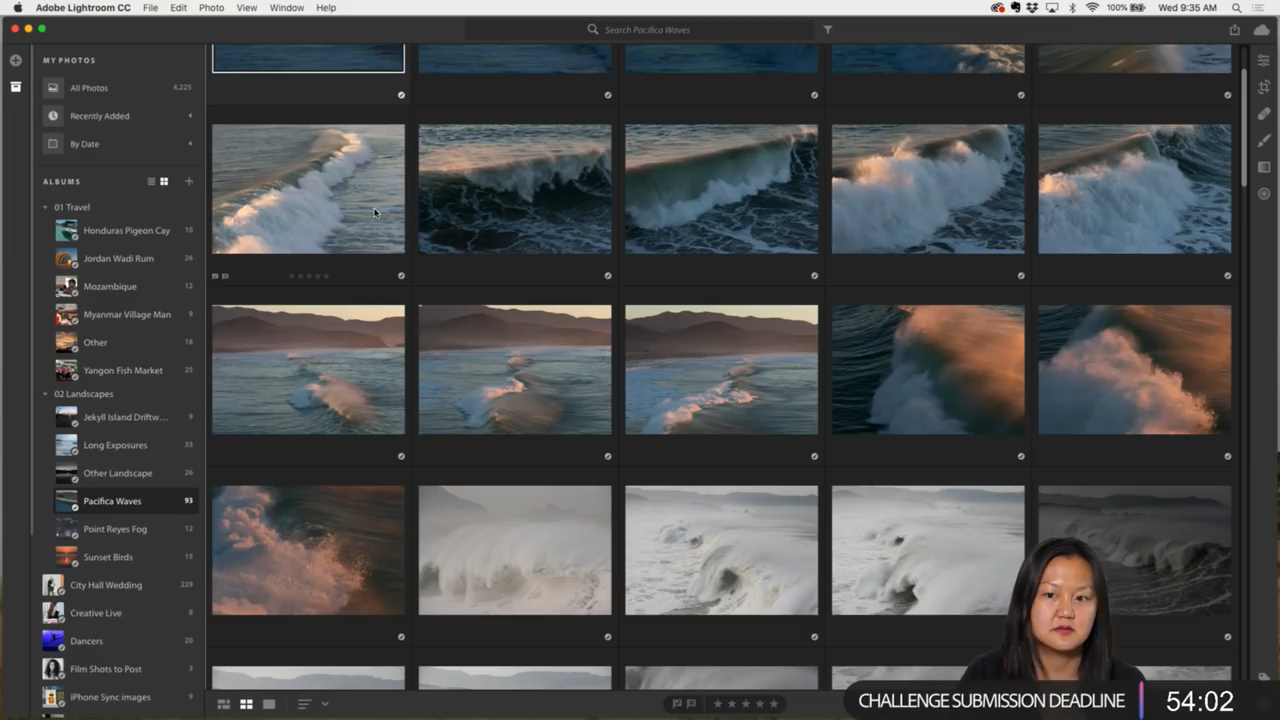 Adobe Lightroom CC File Edit Photo View Window Help
100% Wed 9:35 AM
Search Pacifica Waves
MY PHOTOS
All Photos 4,225
Recently Added 4
By Date 4
ALBUMS
01 Travel
Honduras Pigeon Cay 10
Jordan Wadi Rum 26
Mozambique 12
Myanmar Village Man 9
Other 18
Yangon Fish Market 25
02 Landscapes
Jekyll Island Driftw... 9
Long Exposures 33
Other Landscape 26
Pacifica Waves 93
Point Reyes Fog 12
Sunset Birds 15
City Hall Wedding 229
Creative Live 8
Dancers 20
Film Shots to Post 3
iPhone Sync images 9
CHALLENGE SUBMISSION DEADLINE 54:02